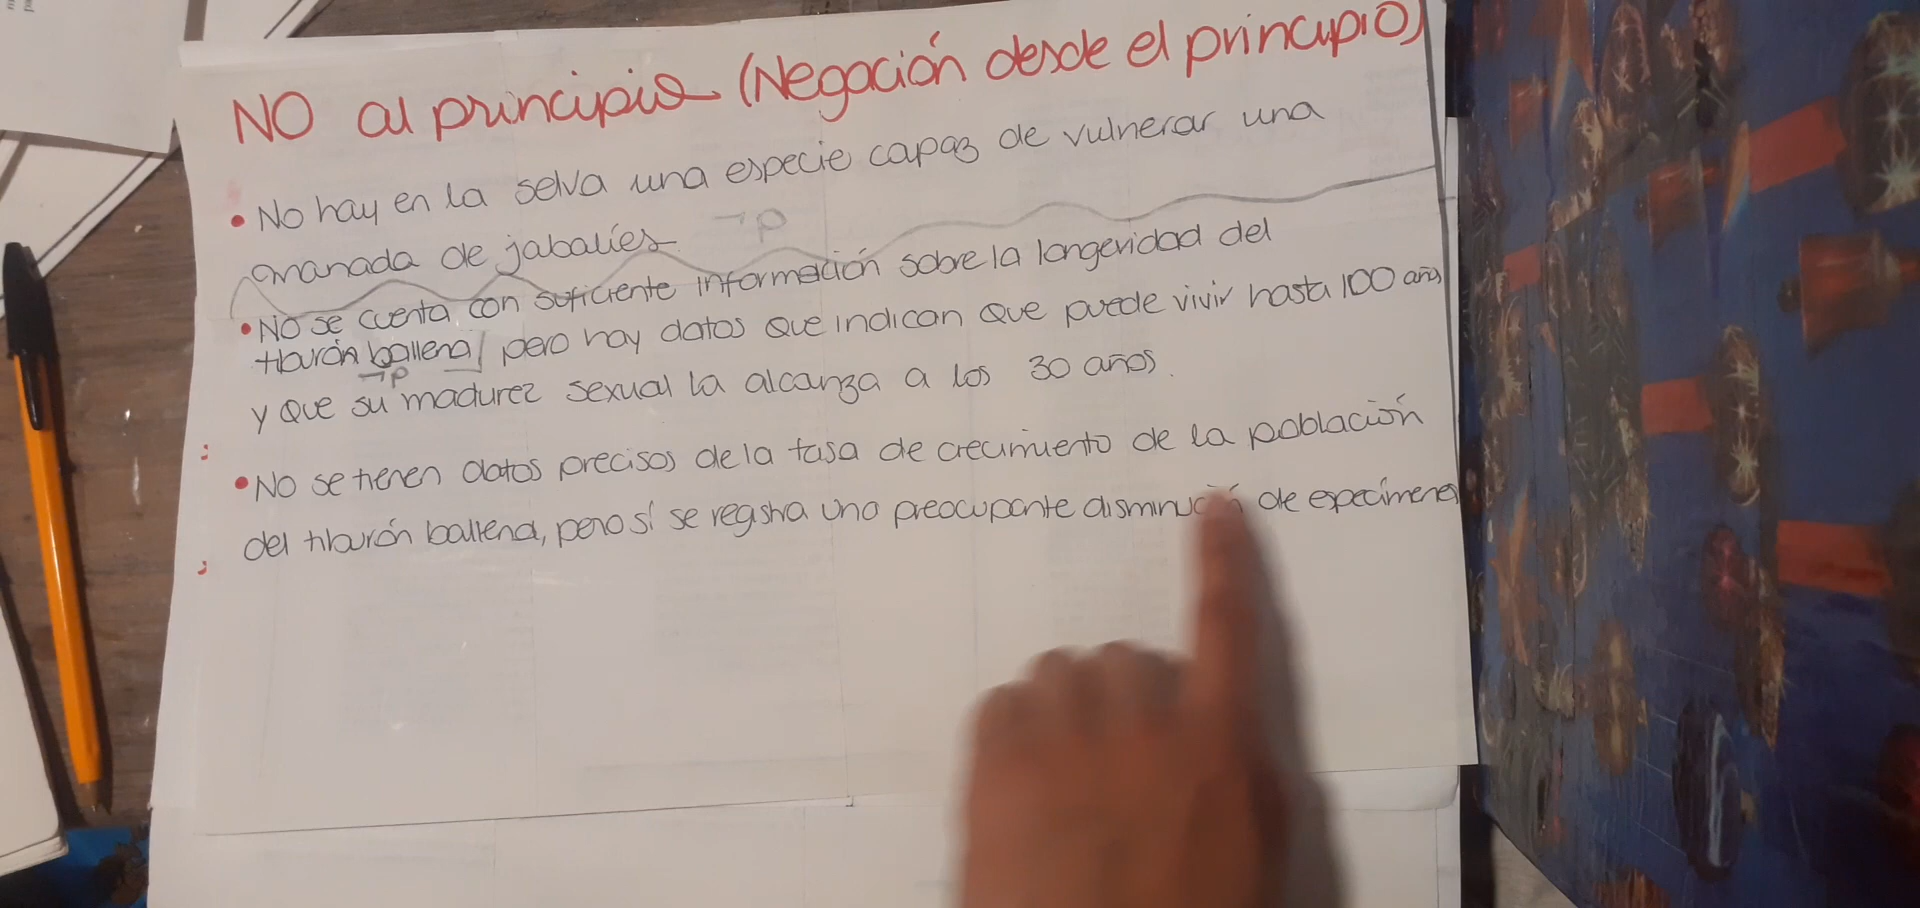 NO al principio (Negación desde el principio)
• No hay en la selva una especie capaz de vulnerar una
manada de jabalíes ¬p
• No se cuenta con suficiente información sobre la longevidad del
tiburón ballena, pero hay datos que indican que puede vivir hasta 100 años
¬p
y que su madurez sexual la alcanza a los 30 años.
• No se tienen datos precisos de la tasa de crecimiento de la población
del tiburón ballena, pero sí se registra una preocupante disminución de especímenes